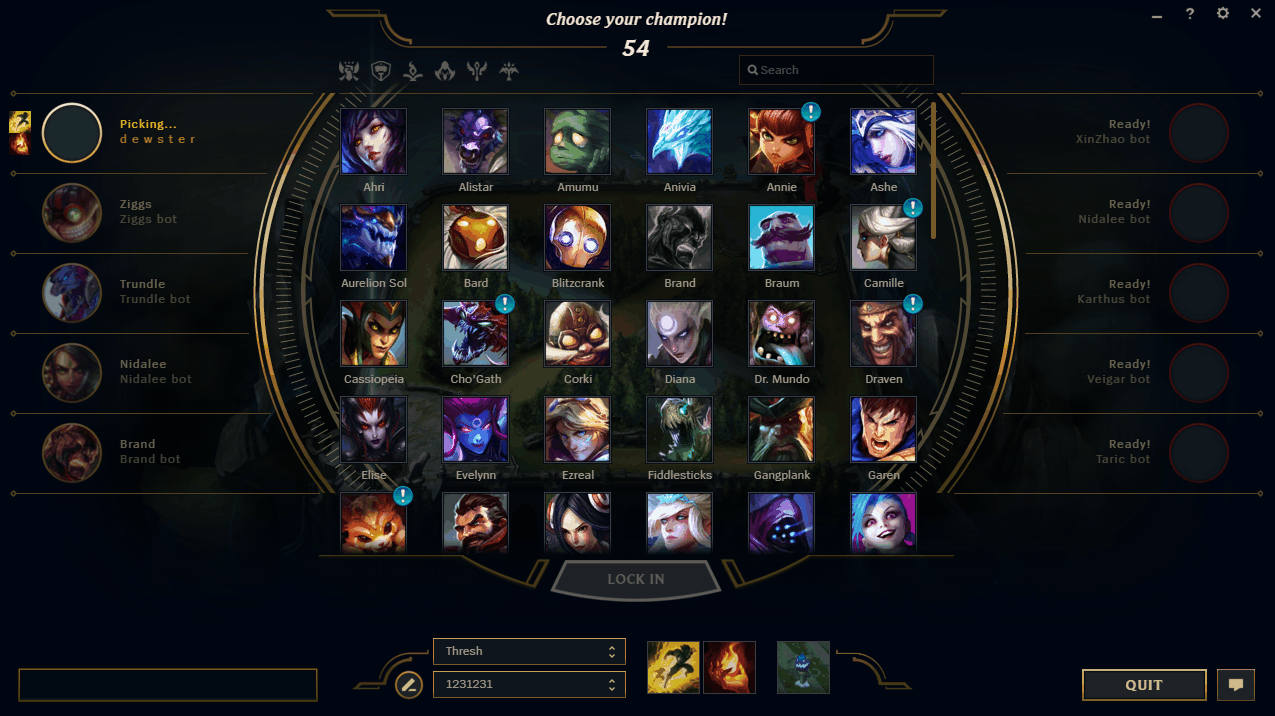 Choose your champion!
54
?
Search
Picking...
dewster
Ziggs
Ziggs bot
Trundle
Trundle bot
Nidalee
Nidalee bot
Brand
Brand bot
Ahri
Alistar
Amumu
Anivia
Annie
Ashe
Aurelion Sol
Bard
Blitzcrank
Brand
Braum
Camille
Cassiopeia
Cho'Gath
Corki
Diana
Dr. Mundo
Draven
Elise
Evelynn
Ezreal
Fiddlesticks
Gangplank
Garen
Ready!
XinZhao bot
Ready!
Nidalee bot
Ready!
Karthus bot
Ready!
Veigar bot
Ready!
Taric bot
LOCK IN
Thresh
1231231
QUIT